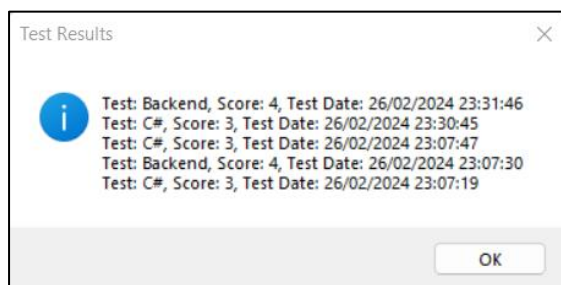 Test Results
Test: Backend, Score: 4, Test Date: 26/02/2024 23:31:46
Test: C#, Score: 3, Test Date: 26/02/2024 23:30:45
Test: C#, Score: 3, Test Date: 26/02/2024 23:07:47
Test: Backend, Score: 4, Test Date: 26/02/2024 23:07:30
Test: C#, Score: 3, Test Date: 26/02/2024 23:07:19
OK